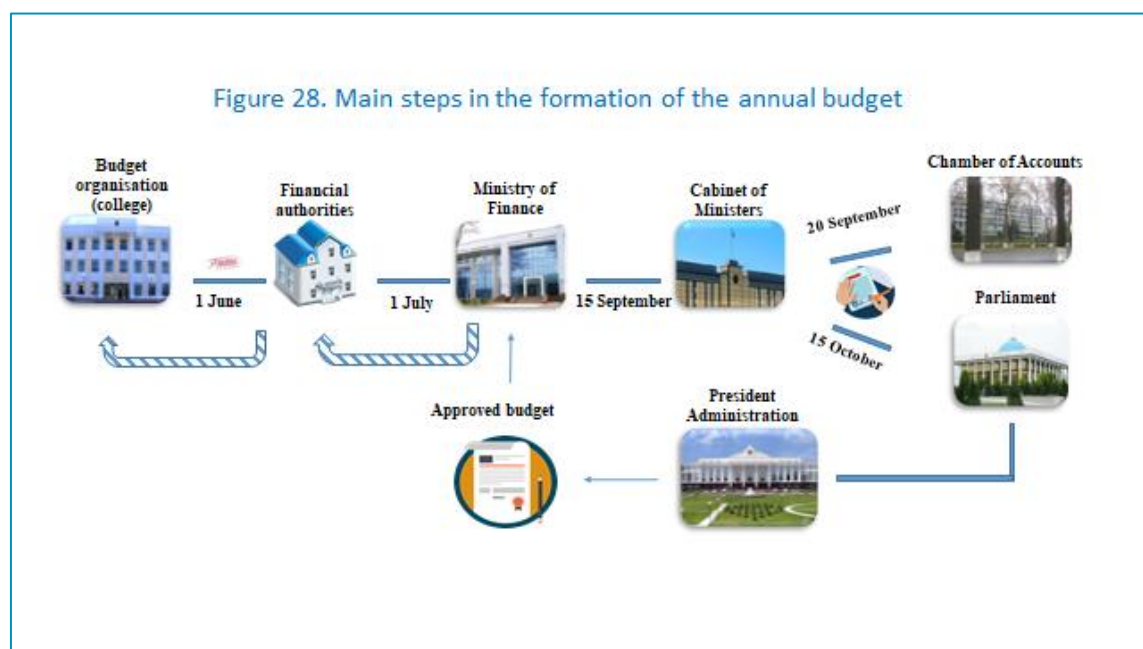 Figure 28. Main steps in the formation of the annual budget
Budget
organisation
(college)
Financial
authorities
Ministry of
Finance
Cabinet of
Ministers
Chamber of Accounts
20 September
1 June
1 July
15 September
Parliament
15 October
Approved budget
President
Administration